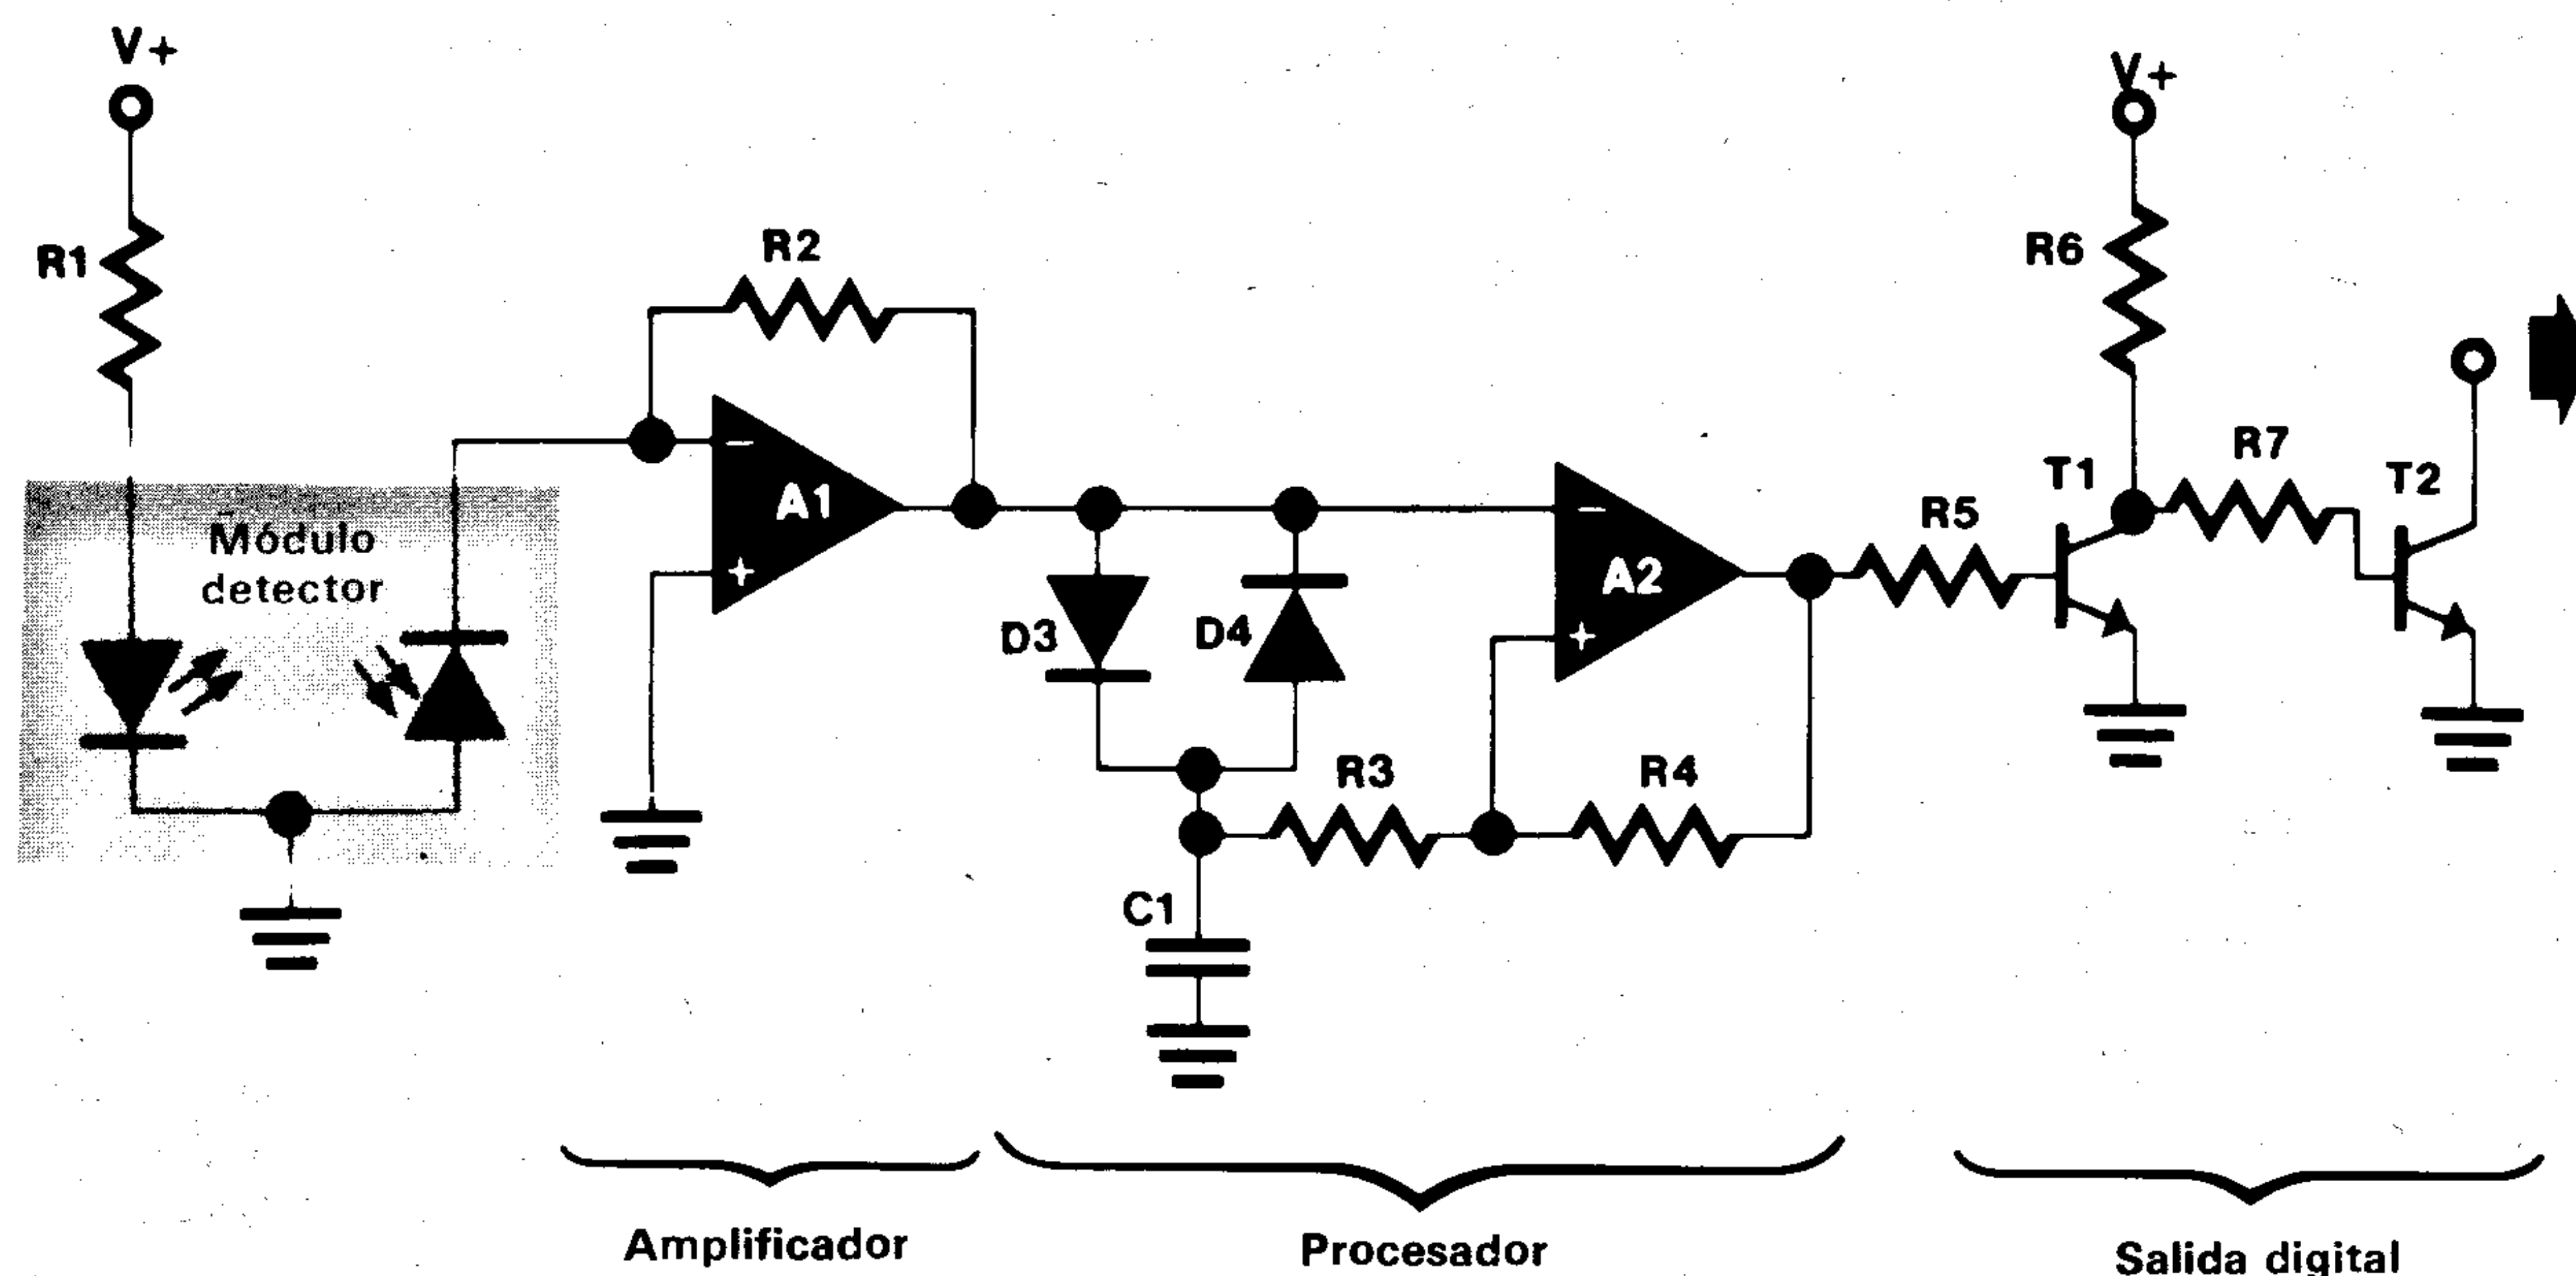 V+
V+
R1
R2
R6
Módulo
detector
A1
A2
R5
T1
R7
T2
D3
D4
R3
R4
C1
Amplificador
Procesador
Salida digital